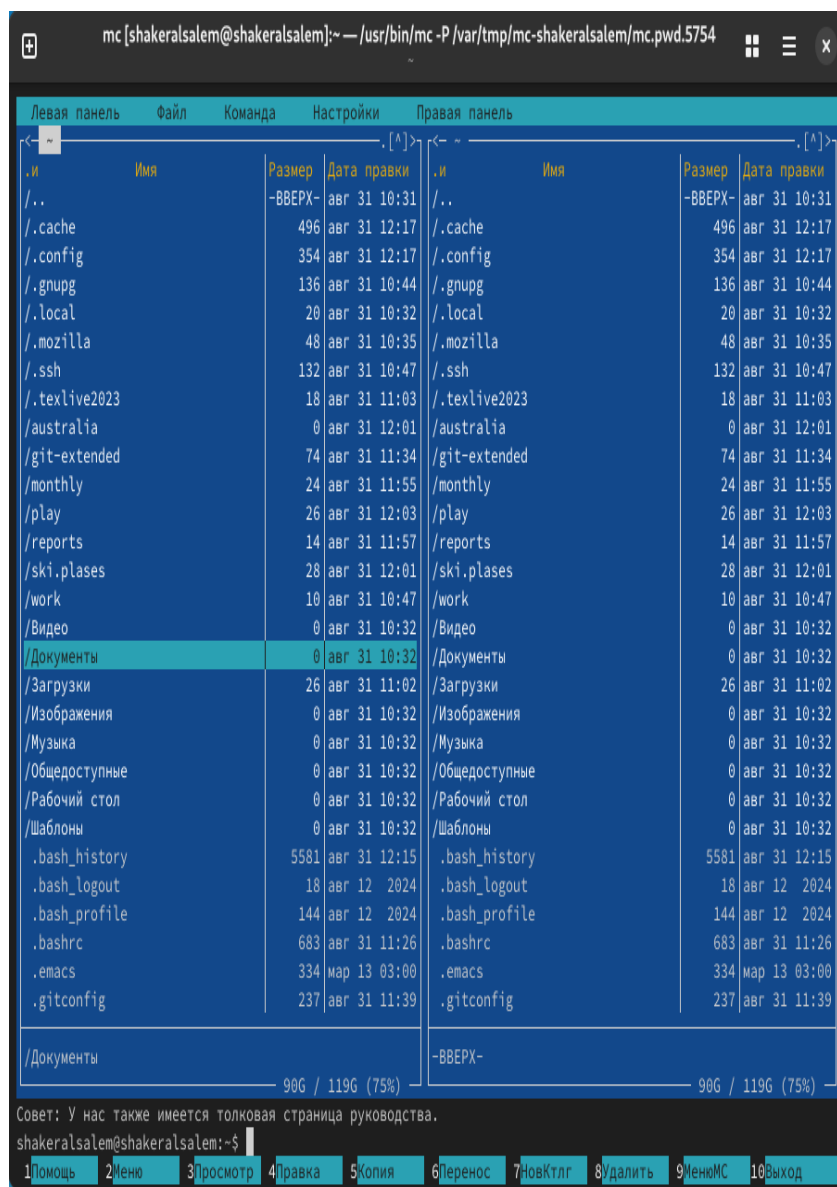 mc [shakeralsalem@shakeralsalem]:~ — /usr/bin/mc -P /var/tmp/mc-shakeralsalem/mc.pwd.5754
~
Левая панель Файл Команда Настройки Правая панель
<— ~ .[^]> <— ~ .[^]>
.и Имя Размер Дата правки .и Имя Размер Дата правки
/.. -ВВЕРХ- авг 31 10:31 /.. -ВВЕРХ- авг 31 10:31
/.cache 496 авг 31 12:17 /.cache 496 авг 31 12:17
/.config 354 авг 31 12:17 /.config 354 авг 31 12:17
/.gnupg 136 авг 31 10:44 /.gnupg 136 авг 31 10:44
/.local 20 авг 31 10:32 /.local 20 авг 31 10:32
/.mozilla 48 авг 31 10:35 /.mozilla 48 авг 31 10:35
/.ssh 132 авг 31 10:47 /.ssh 132 авг 31 10:47
/.texlive2023 18 авг 31 11:03 /.texlive2023 18 авг 31 11:03
/australia 0 авг 31 12:01 /australia 0 авг 31 12:01
/git-extended 74 авг 31 11:34 /git-extended 74 авг 31 11:34
/monthly 24 авг 31 11:55 /monthly 24 авг 31 11:55
/play 26 авг 31 12:03 /play 26 авг 31 12:03
/reports 14 авг 31 11:57 /reports 14 авг 31 11:57
/ski.plases 28 авг 31 12:01 /ski.plases 28 авг 31 12:01
/work 10 авг 31 10:47 /work 10 авг 31 10:47
/Видео 0 авг 31 10:32 /Видео 0 авг 31 10:32
/Документы 0 авг 31 10:32 /Документы 0 авг 31 10:32
/Загрузки 26 авг 31 11:02 /Загрузки 26 авг 31 11:02
/Изображения 0 авг 31 10:32 /Изображения 0 авг 31 10:32
/Музыка 0 авг 31 10:32 /Музыка 0 авг 31 10:32
/Общедоступные 0 авг 31 10:32 /Общедоступные 0 авг 31 10:32
/Рабочий стол 0 авг 31 10:32 /Рабочий стол 0 авг 31 10:32
/Шаблоны 0 авг 31 10:32 /Шаблоны 0 авг 31 10:32
.bash_history 5581 авг 31 12:15 .bash_history 5581 авг 31 12:15
.bash_logout 18 авг 12 2024 .bash_logout 18 авг 12 2024
.bash_profile 144 авг 12 2024 .bash_profile 144 авг 12 2024
.bashrc 683 авг 31 11:26 .bashrc 683 авг 31 11:26
.emacs 334 мар 13 03:00 .emacs 334 мар 13 03:00
.gitconfig 237 авг 31 11:39 .gitconfig 237 авг 31 11:39
/Документы -ВВЕРХ-
90G / 119G (75%) 90G / 119G (75%)
Совет: У нас также имеется толковая страница руководства.
shakeralsalem@shakeralsalem:~$
1Помощь 2Меню 3Просмотр 4Правка 5Копия 6Перенос 7НовКтлг 8Удалить 9МенюMC 10Выход